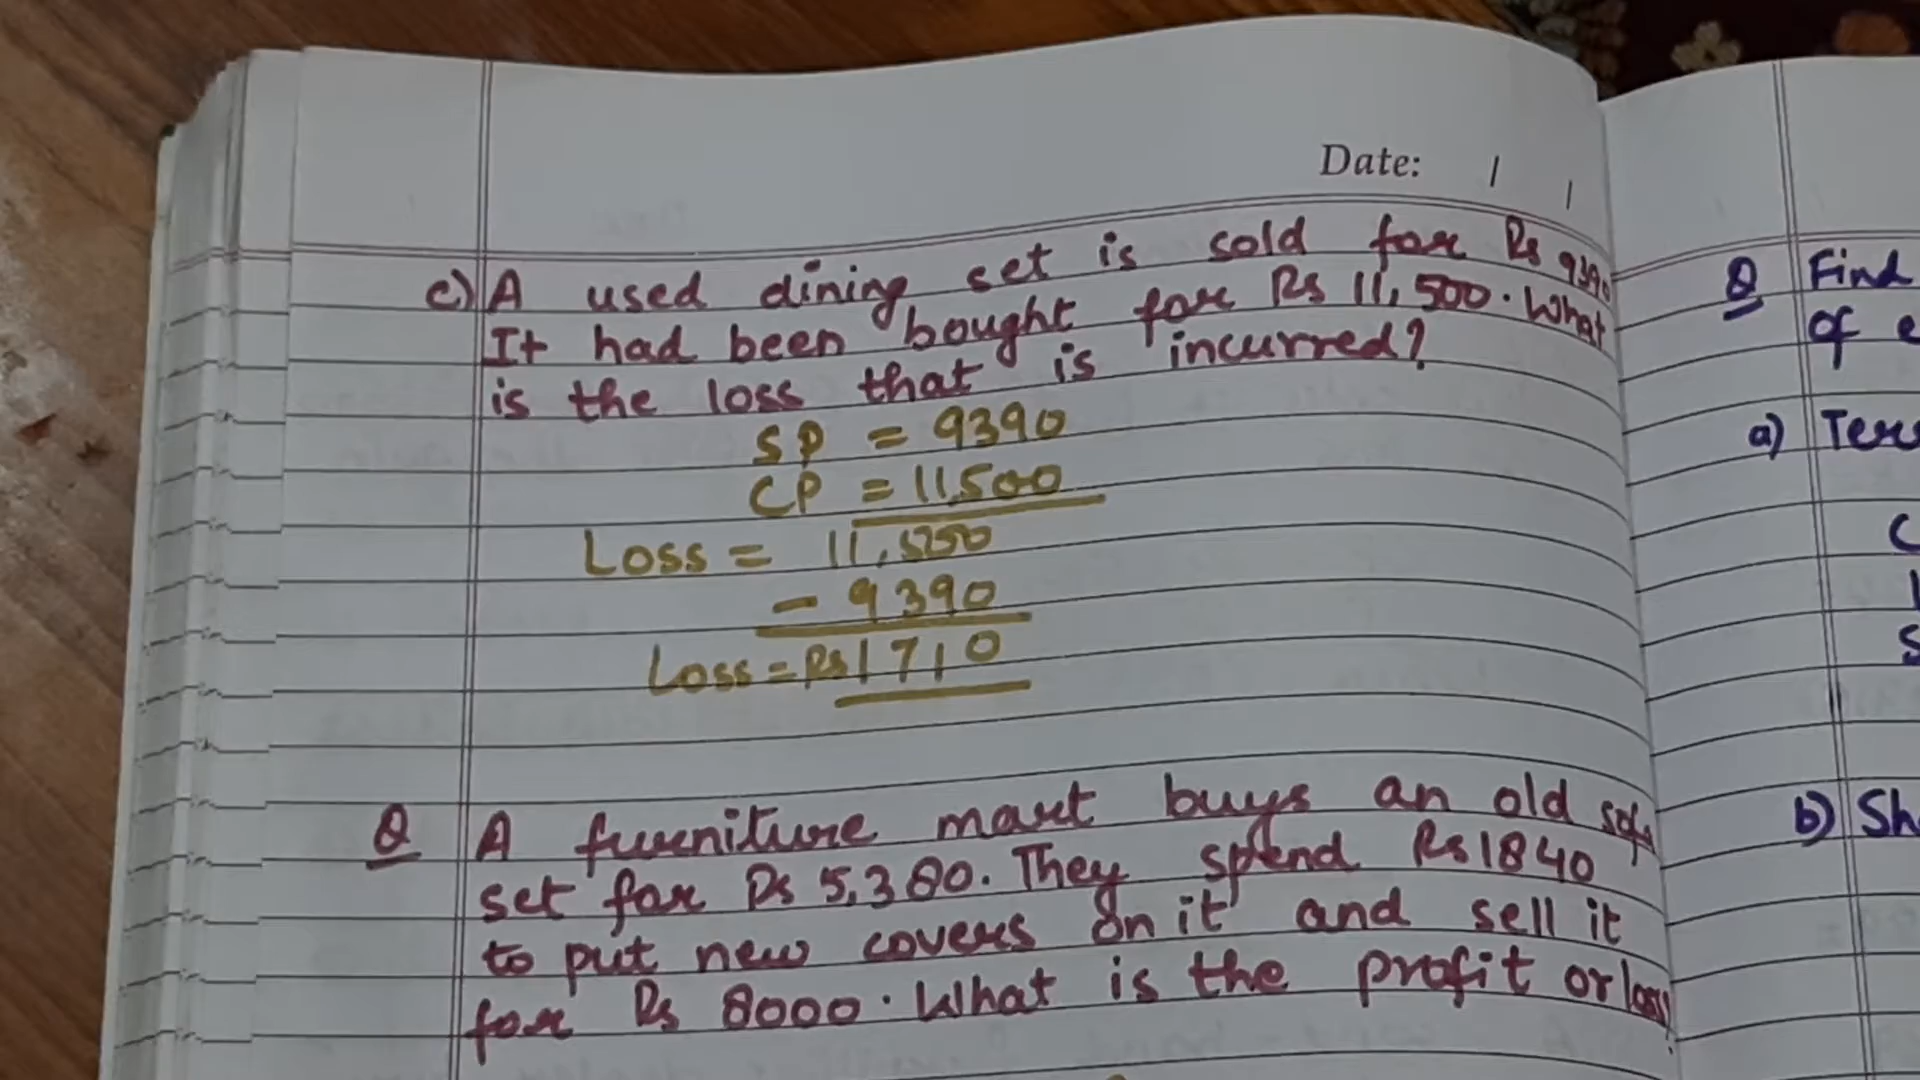 Date: / /
c) A used dining set is sold for Rs 9390
It had been bought for Rs 11,500. What
is the loss that is incurred?
SP = 9390
CP = 11500
Loss = 11,500
- 9390
Loss = Rs 1710
Q A furniture mart buys an old sofa
set for Rs 5,380. They spend Rs 1840
to put new covers on it and sell it
for Rs 8000. What is the profit or loss?
Q Find
of e
a)
b) Sh